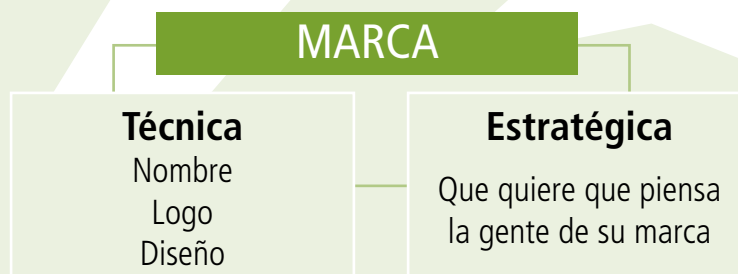 MARCA
Técnica
Nombre
Logo
Diseño
Estratégica
Que quiere que piensa
la gente de su marca